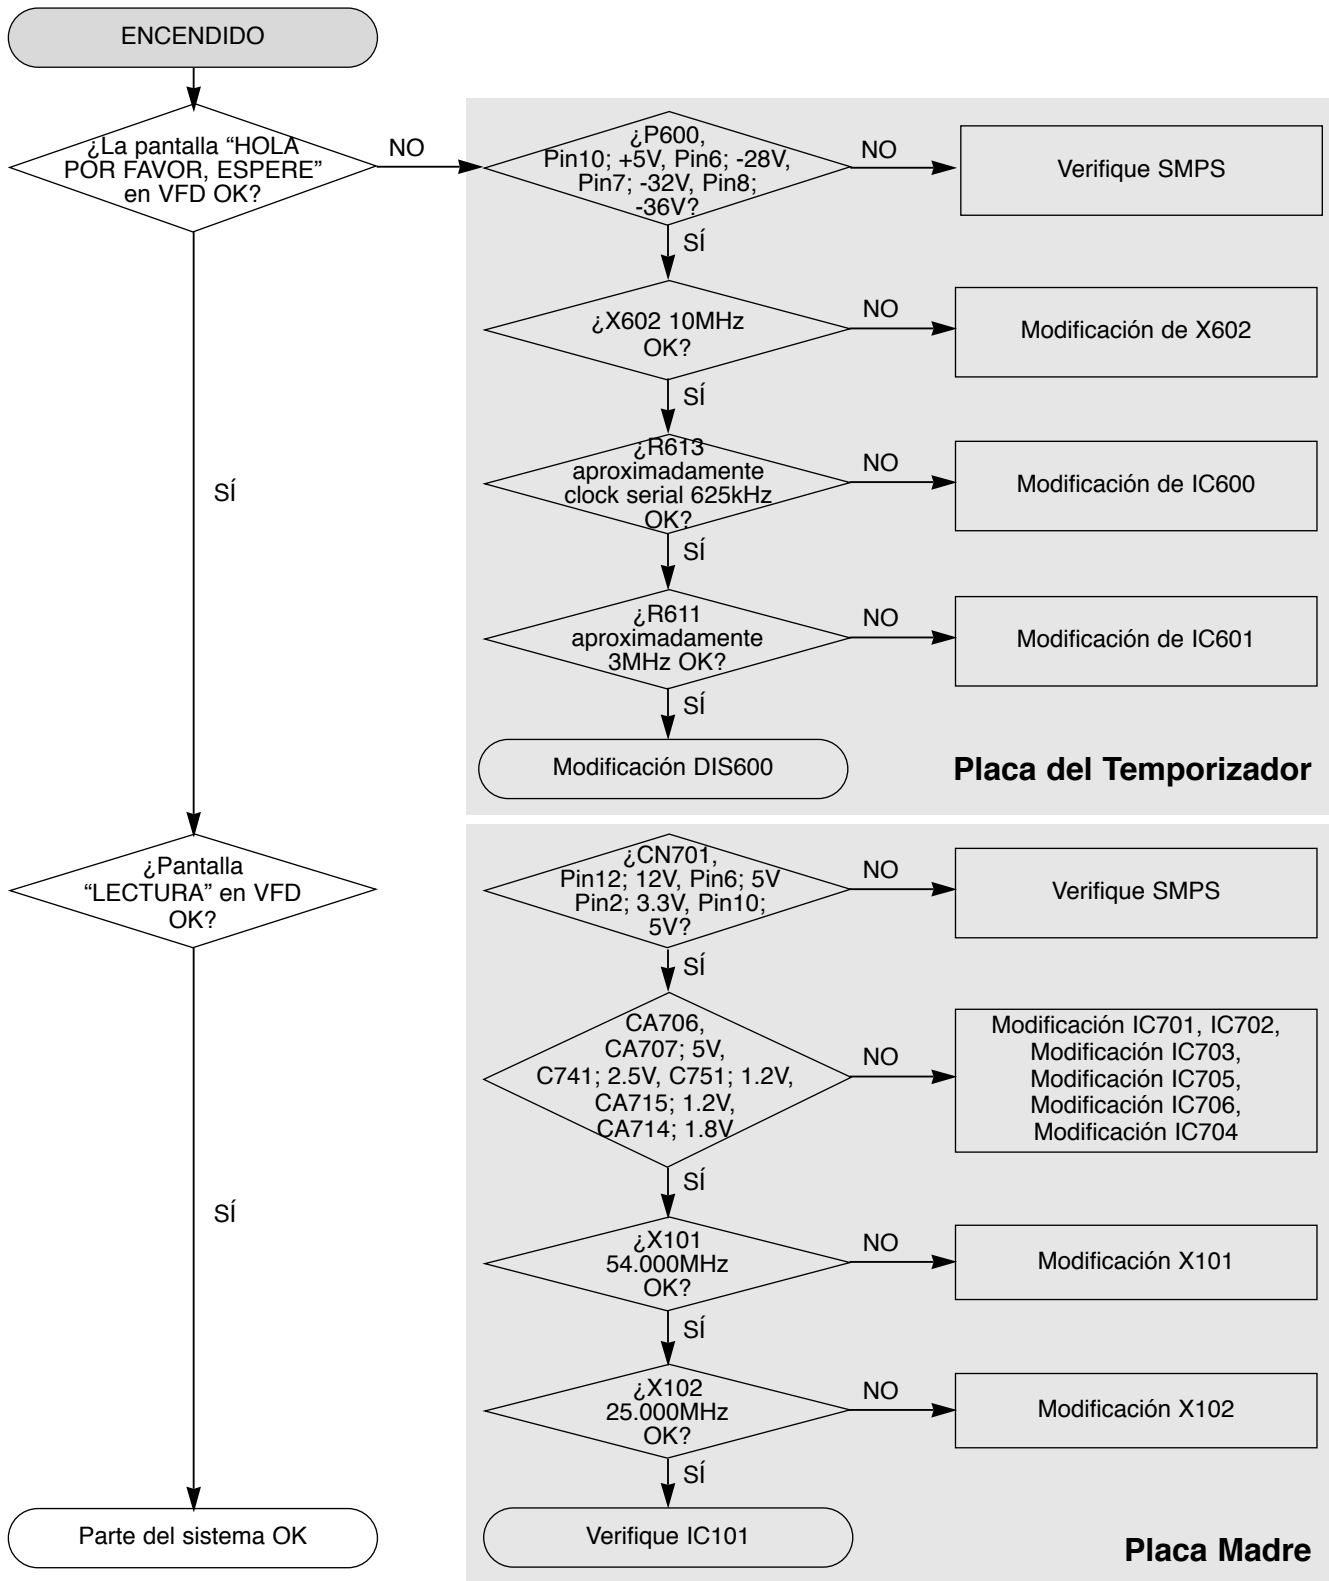 ENCENDIDO
¿La pantalla “HOLA
POR FAVOR, ESPERE”
en VFD OK?
NO
¿P600,
Pin10; +5V, Pin6; -28V,
Pin7; -32V, Pin8;
-36V?
NO
Verifique SMPS
SÍ
¿X602 10MHz
OK?
NO
Modificación de X602
SÍ
¿R613
aproximadamente
clock serial 625kHz
OK?
NO
Modificación de IC600
SÍ
SÍ
¿R611
aproximadamente
3MHz OK?
NO
Modificación de IC601
SÍ
Modificación DIS600
Placa del Temporizador
¿Pantalla
“LECTURA” en VFD
OK?
¿CN701,
Pin12; 12V, Pin6; 5V
Pin2; 3.3V, Pin10;
5V?
NO
Verifique SMPS
SÍ
CA706,
CA707; 5V,
C741; 2.5V, C751; 1.2V,
CA715; 1.2V,
CA714; 1.8V
NO
Modificación IC701, IC702,
Modificación IC703,
Modificación IC705,
Modificación IC706,
Modificación IC704
SÍ
SÍ
¿X101
54.000MHz
OK?
NO
Modificación X101
SÍ
¿X102
25.000MHz
OK?
NO
Modificación X102
SÍ
Parte del sistema OK
Verifique IC101
Placa Madre